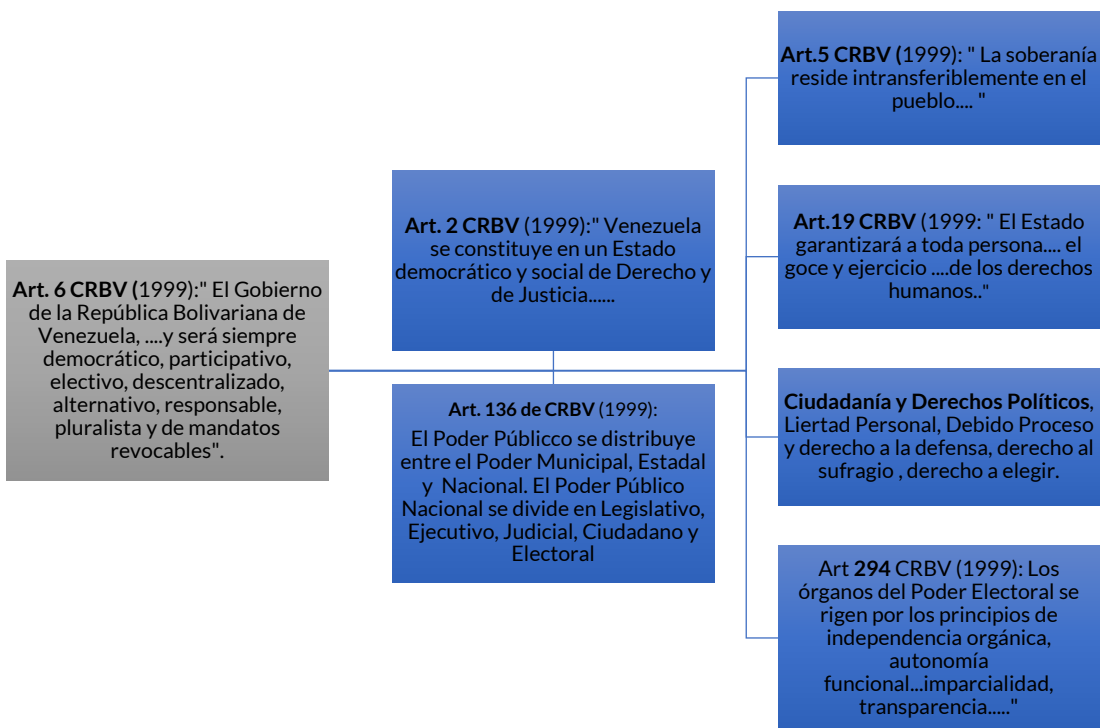 Art. 6 CRBV (1999):" El Gobierno
de la República Bolivariana de
Venezuela, ....y será siempre
democrático, participativo,
electivo, descentralizado,
alternativo, responsable,
pluralista y de mandatos
revocables".
Art. 2 CRBV (1999):" Venezuela
se constituye en un Estado
democrático y social de Derecho y
de Justicia......
Art. 136 de CRBV (1999):
El Poder Públicco se distribuye
entre el Poder Municipal, Estadal
y Nacional. El Poder Público
Nacional se divide en Legislativo,
Ejecutivo, Judicial, Ciudadano y
Electoral
Art.5 CRBV (1999): " La soberanía
reside intransferiblemente en el
pueblo.... "
Art.19 CRBV (1999: " El Estado
garantizará a toda persona.... el
goce y ejercicio ....de los derechos
humanos.."
Ciudadanía y Derechos Políticos,
Liertad Personal, Debido Proceso
y derecho a la defensa, derecho al
sufragio , derecho a elegir.
Art 294 CRBV (1999): Los
órganos del Poder Electoral se
rigen por los principios de
independencia orgánica,
autonomía
funcional...imparcialidad,
transparencia....."